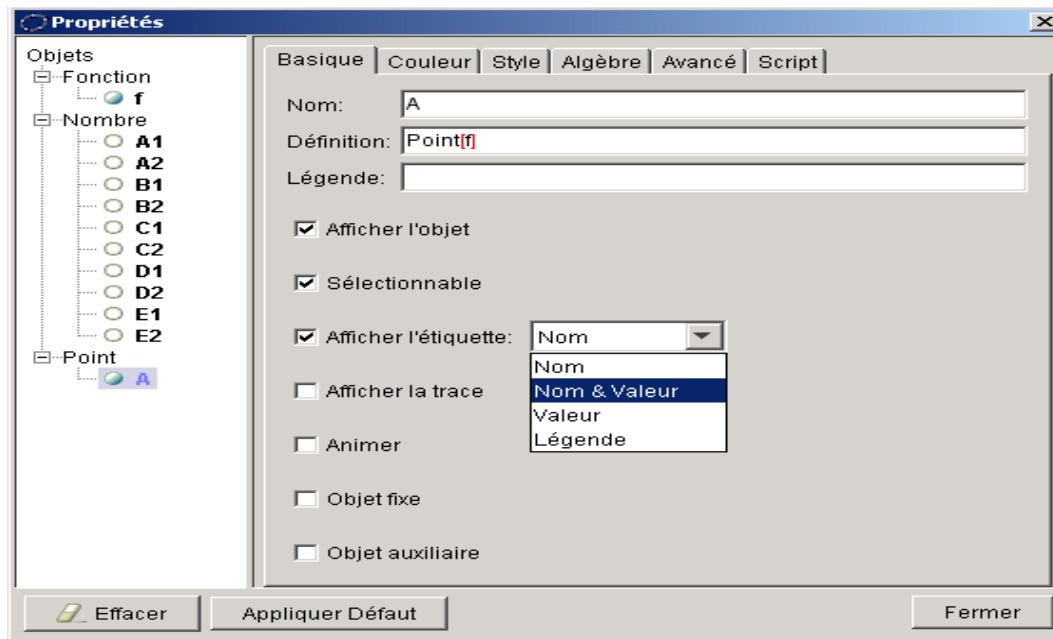 Propriétés
Objets
Fonction
f
Nombre
A1
A2
B1
B2
C1
C2
D1
D2
E1
E2
Point
A
Basique Couleur Style Algèbre Avancé Script
Nom: A
Définition: Point[f]
Légende:
Afficher l'objet
Sélectionnable
Afficher l'étiquette: Nom
Nom
Nom & Valeur
Valeur
Légende
Afficher la trace
Animer
Objet fixe
Objet auxiliaire
Effacer Appliquer Défaut Fermer